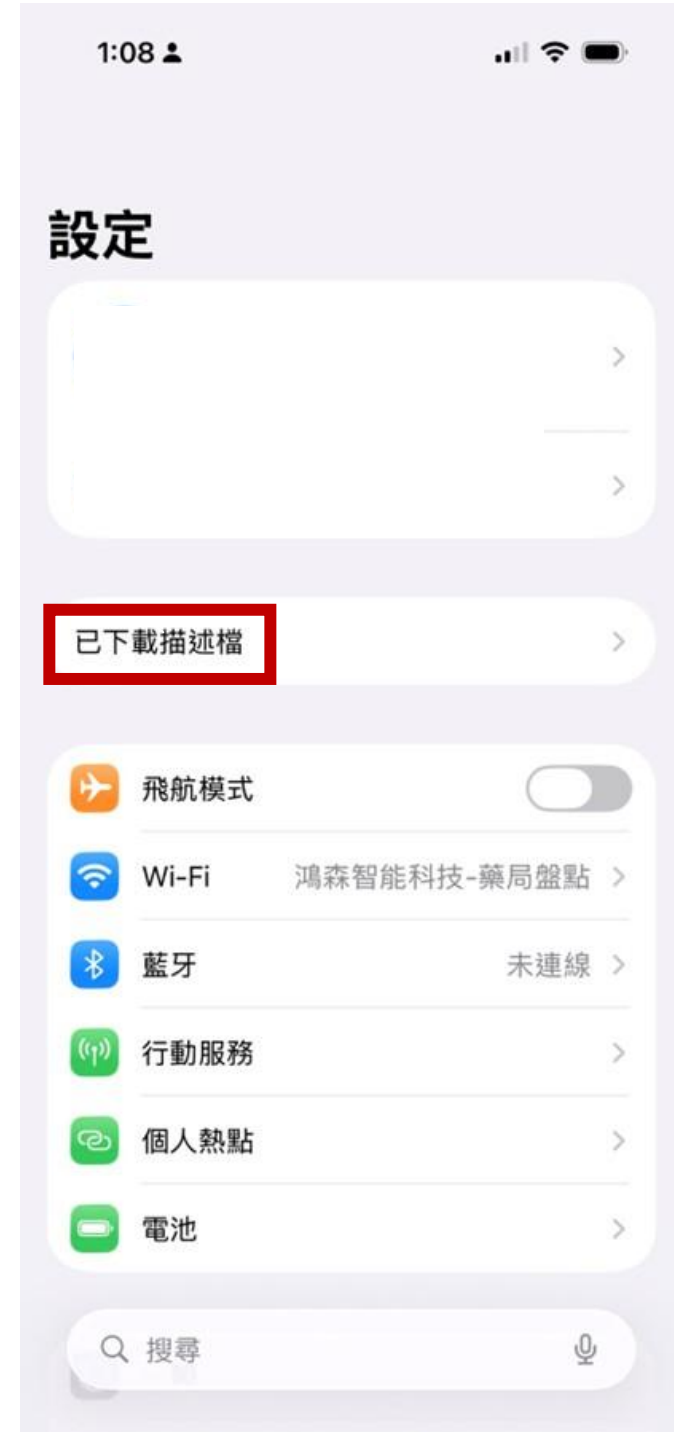 1:08
設定
已下載描述檔
飛航模式
Wi-Fi 鴻森智能科技-藥局盤點
藍牙 未連線
行動服務
個人熱點
電池
搜尋